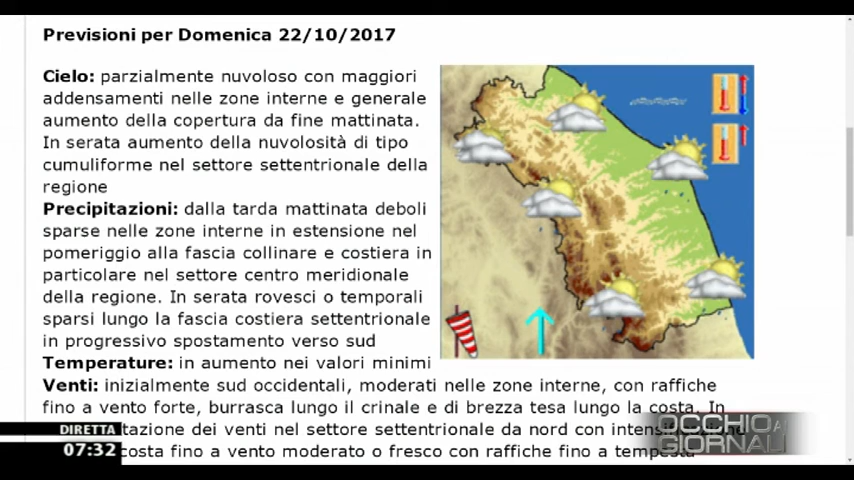 Previsioni per Domenica 22/10/2017
Cielo: parzialmente nuvoloso con maggiori
addensamenti nelle zone interne e generale
aumento della copertura da fine mattinata.
In serata aumento della nuvolosità di tipo
cumuliforme nel settore settentrionale della
regione
Precipitazioni: dalla tarda mattinata deboli
sparse nelle zone interne in estensione nel
pomeriggio alla fascia collinare e costiera in
particolare nel settore centro meridionale
della regione. In serata rovesci o temporali
sparsi lungo la fascia costiera settentrionale
in progressivo spostamento verso sud
Temperature: in aumento nei valori minimi
Venti: inizialmente sud occidentali, moderati nelle zone interne, con raffiche
fino a vento forte, burrasca lungo il crinale e di brezza tesa lungo la costa. In
tazione dei venti nel settore settentrionale da nord con
costa fino a vento moderato o fresco con raffiche fino a tempesta
DIRETTA
07:32
OCCHIO AI
GIORNALI